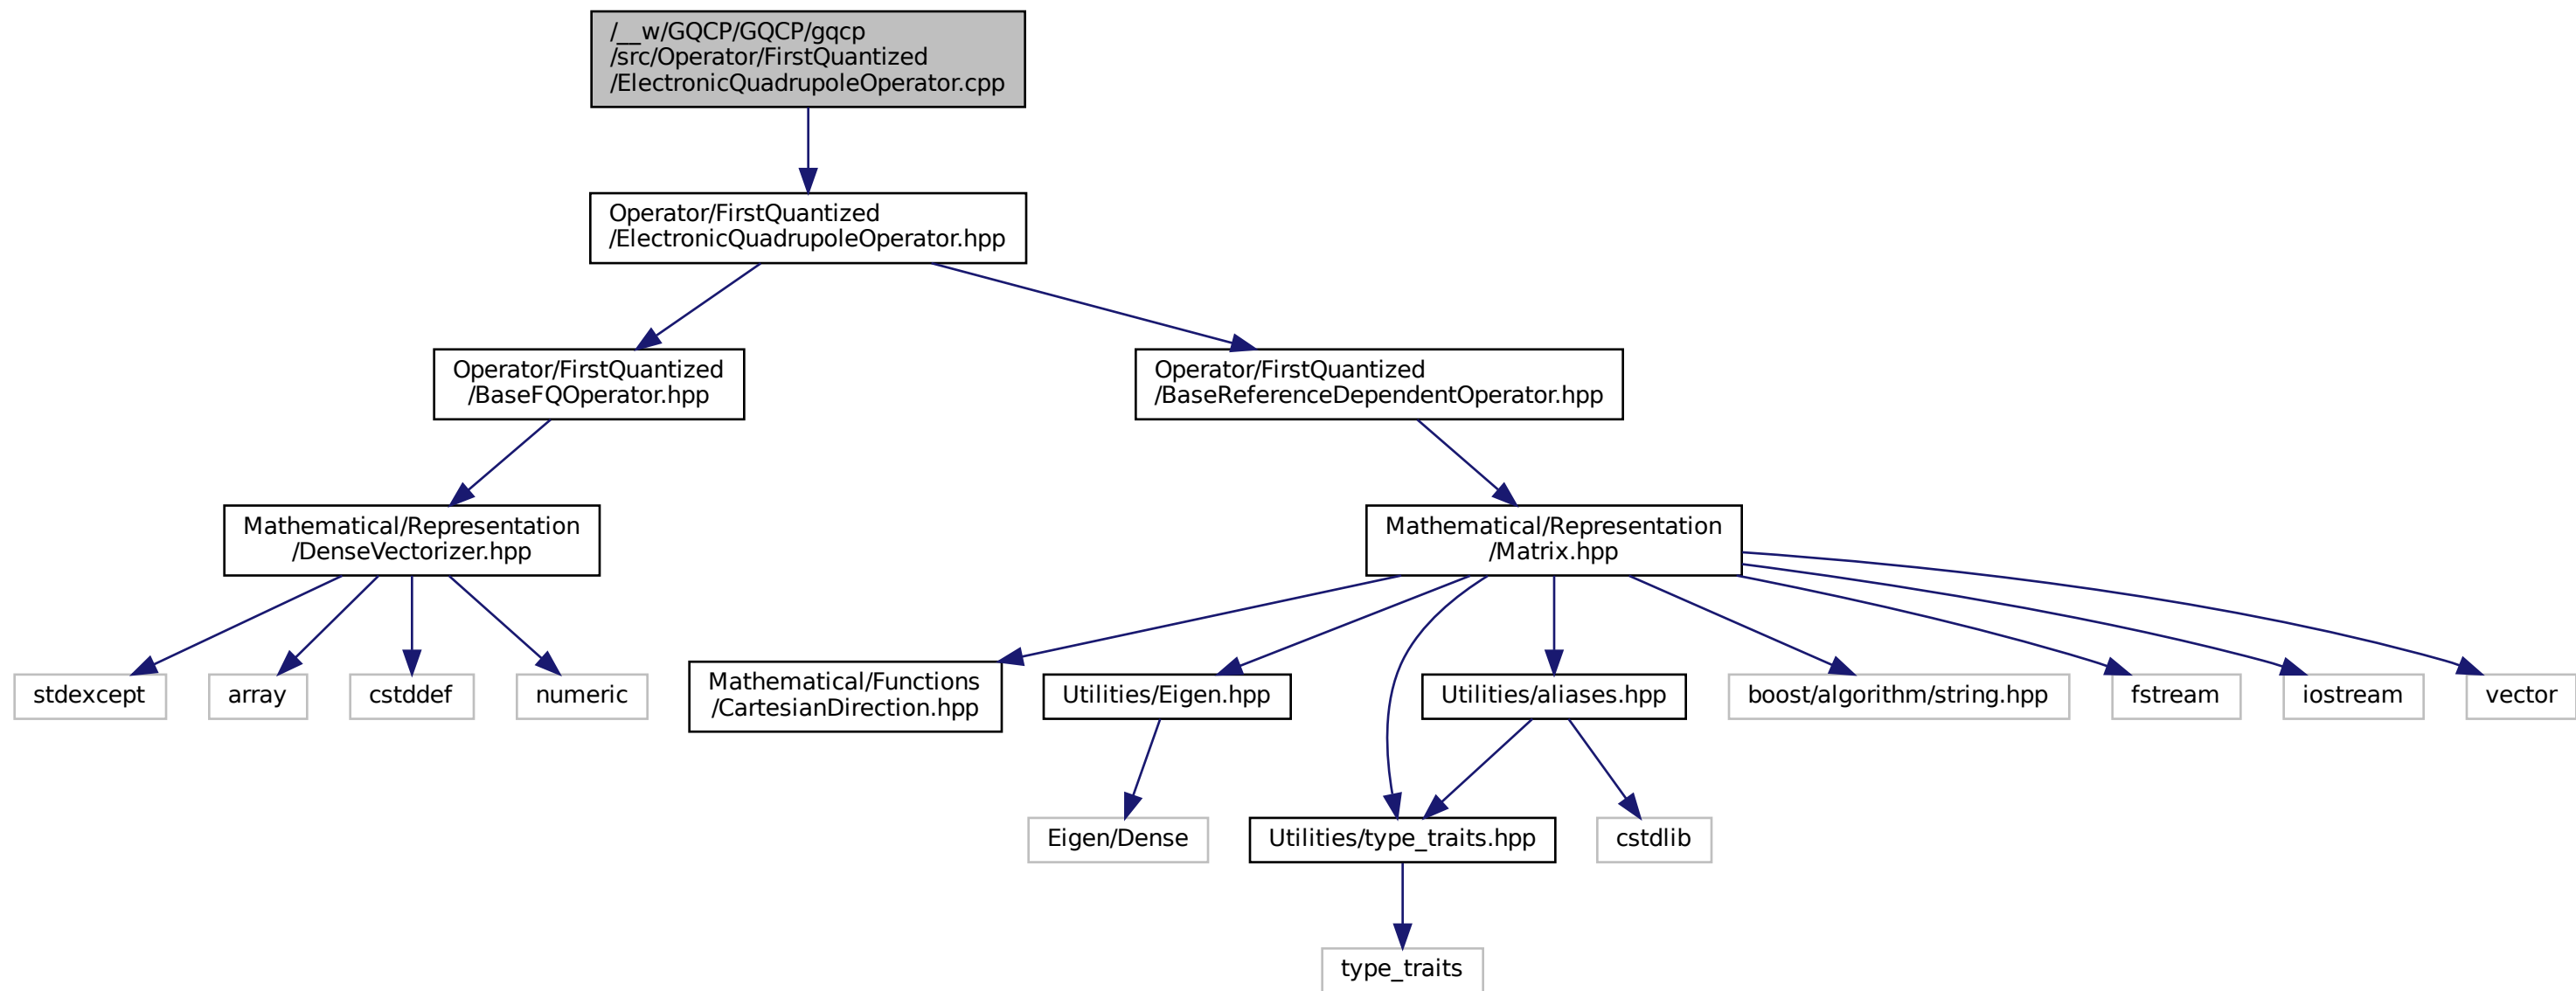 /__w/GQCP/GQCP/gqcp
/src/Operator/FirstQuantized
/ElectronicQuadrupoleOperator.cpp
Operator/FirstQuantized
/ElectronicQuadrupoleOperator.hpp
Operator/FirstQuantized
/BaseFQOperator.hpp
Operator/FirstQuantized
/BaseReferenceDependentOperator.hpp
Mathematical/Representation
/DenseVectorizer.hpp
Mathematical/Representation
/Matrix.hpp
stdexcept
array
cstddef
numeric
Mathematical/Functions
/CartesianDirection.hpp
Utilities/Eigen.hpp
Utilities/aliases.hpp
boost/algorithm/string.hpp
fstream
iostream
vector
Eigen/Dense
Utilities/type_traits.hpp
cstdlib
type_traits